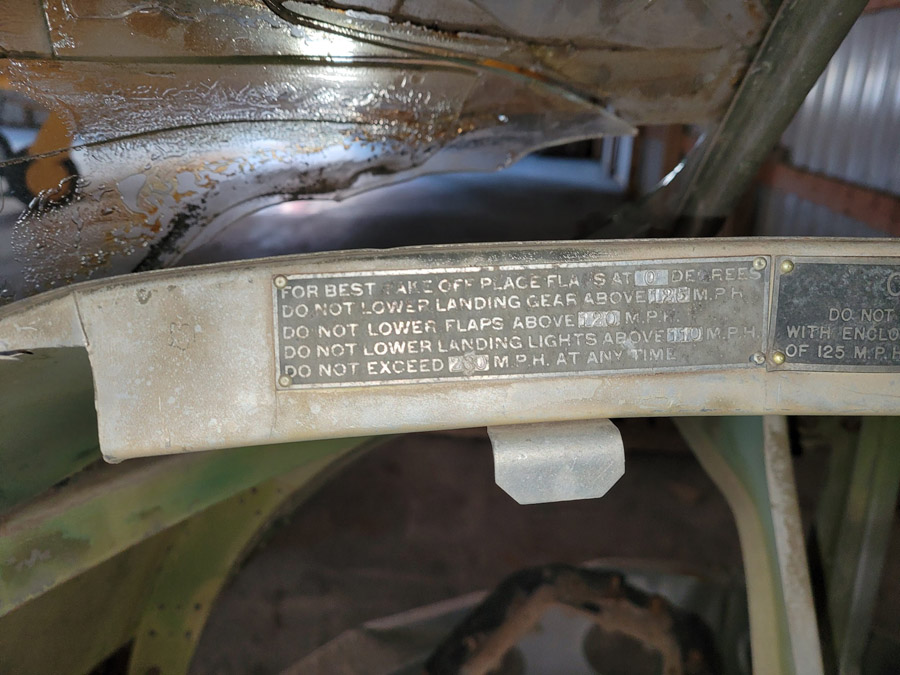 FOR BEST TAKE OFF PLACE FLAPS AT 0 DEGREES
DO NOT LOWER LANDING GEAR ABOVE 125 M.P.H.
DO NOT LOWER FLAPS ABOVE 120 M.P.H.
DO NOT LOWER LANDING LIGHTS ABOVE 110 M.P.H.
DO NOT EXCEED M.P.H. AT ANY TIME
DO NOT
WITH ENCLO
OF 125 M.P.H